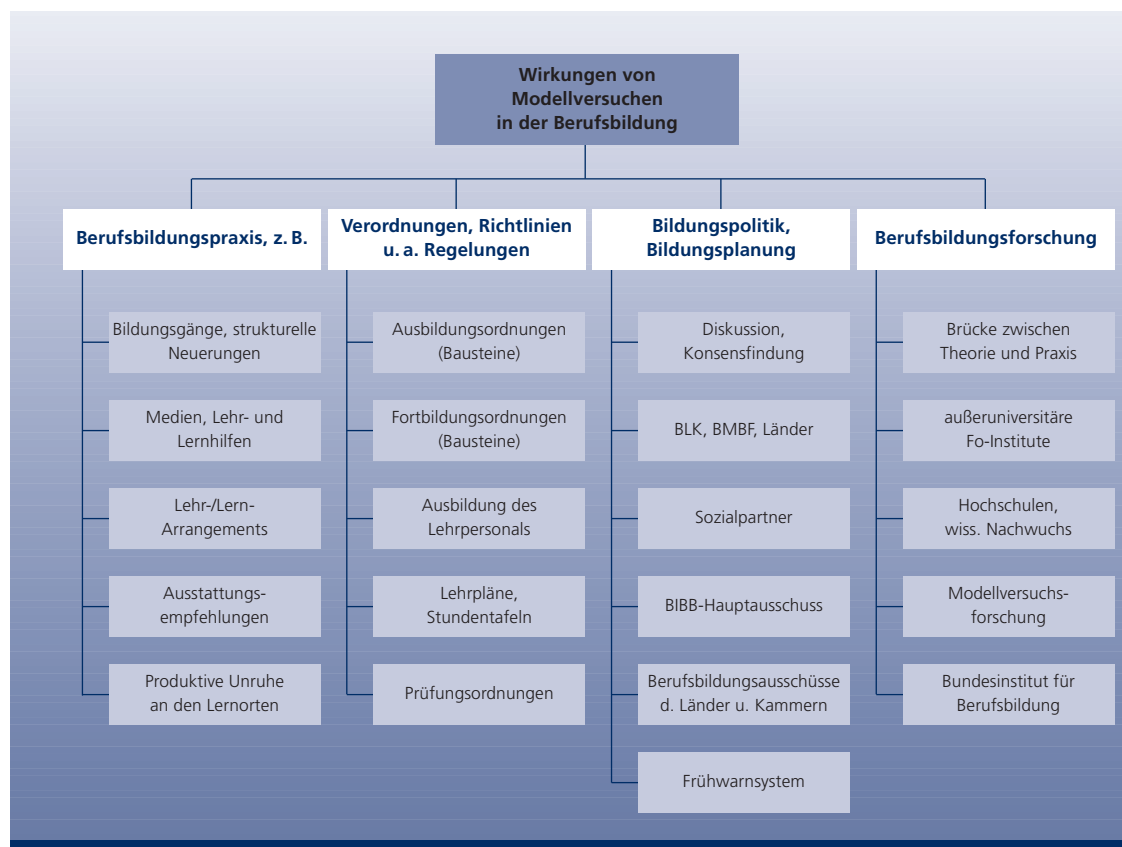 Wirkungen von
Modellversuchen
in der Berufsbildung
Berufsbildungspraxis, z. B.
Bildungsgänge, strukturelle
Neuerungen
Medien, Lehr- und
Lernhilfen
Lehr-/Lern-
Arrangements
Ausstattungs-
empfehlungen
Produktive Unruhe
an den Lernorten
Verordnungen, Richtlinien
u. a. Regelungen
Ausbildungsordnungen
(Bausteine)
Fortbildungsordnungen
(Bausteine)
Ausbildung des
Lehrpersonals
Lehrpläne,
Stundentafeln
Prüfungsordnungen
Bildungspolitik,
Bildungsplanung
Diskussion,
Konsensfindung
BLK, BMBF, Länder
Sozialpartner
BIBB-Hauptausschuss
Berufsbildungsausschüsse
d. Länder u. Kammern
Frühwarnsystem
Berufsbildungsforschung
Brücke zwischen
Theorie und Praxis
außeruniversitäre
Fo-Institute
Hochschulen,
wiss. Nachwuchs
Modellversuchs-
forschung
Bundesinstitut für
Berufsbildung